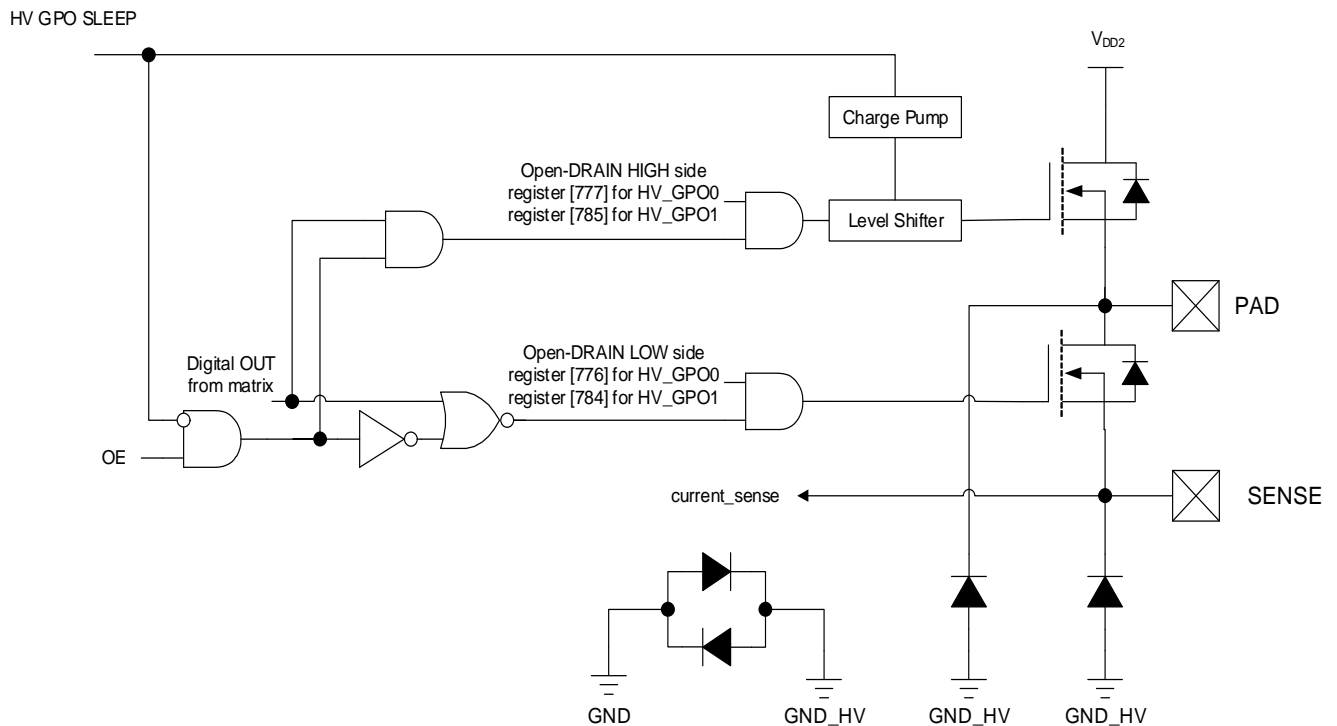 HV GPO SLEEP
V_DD2
Charge Pump
Open-DRAIN HIGH side
register [777] for HV_GPO0
register [785] for HV_GPO1
Level Shifter
PAD
Digital OUT
from matrix
Open-DRAIN LOW side
register [776] for HV_GPO0
register [784] for HV_GPO1
OE
current_sense
SENSE
GND
GND_HV
GND_HV
GND_HV